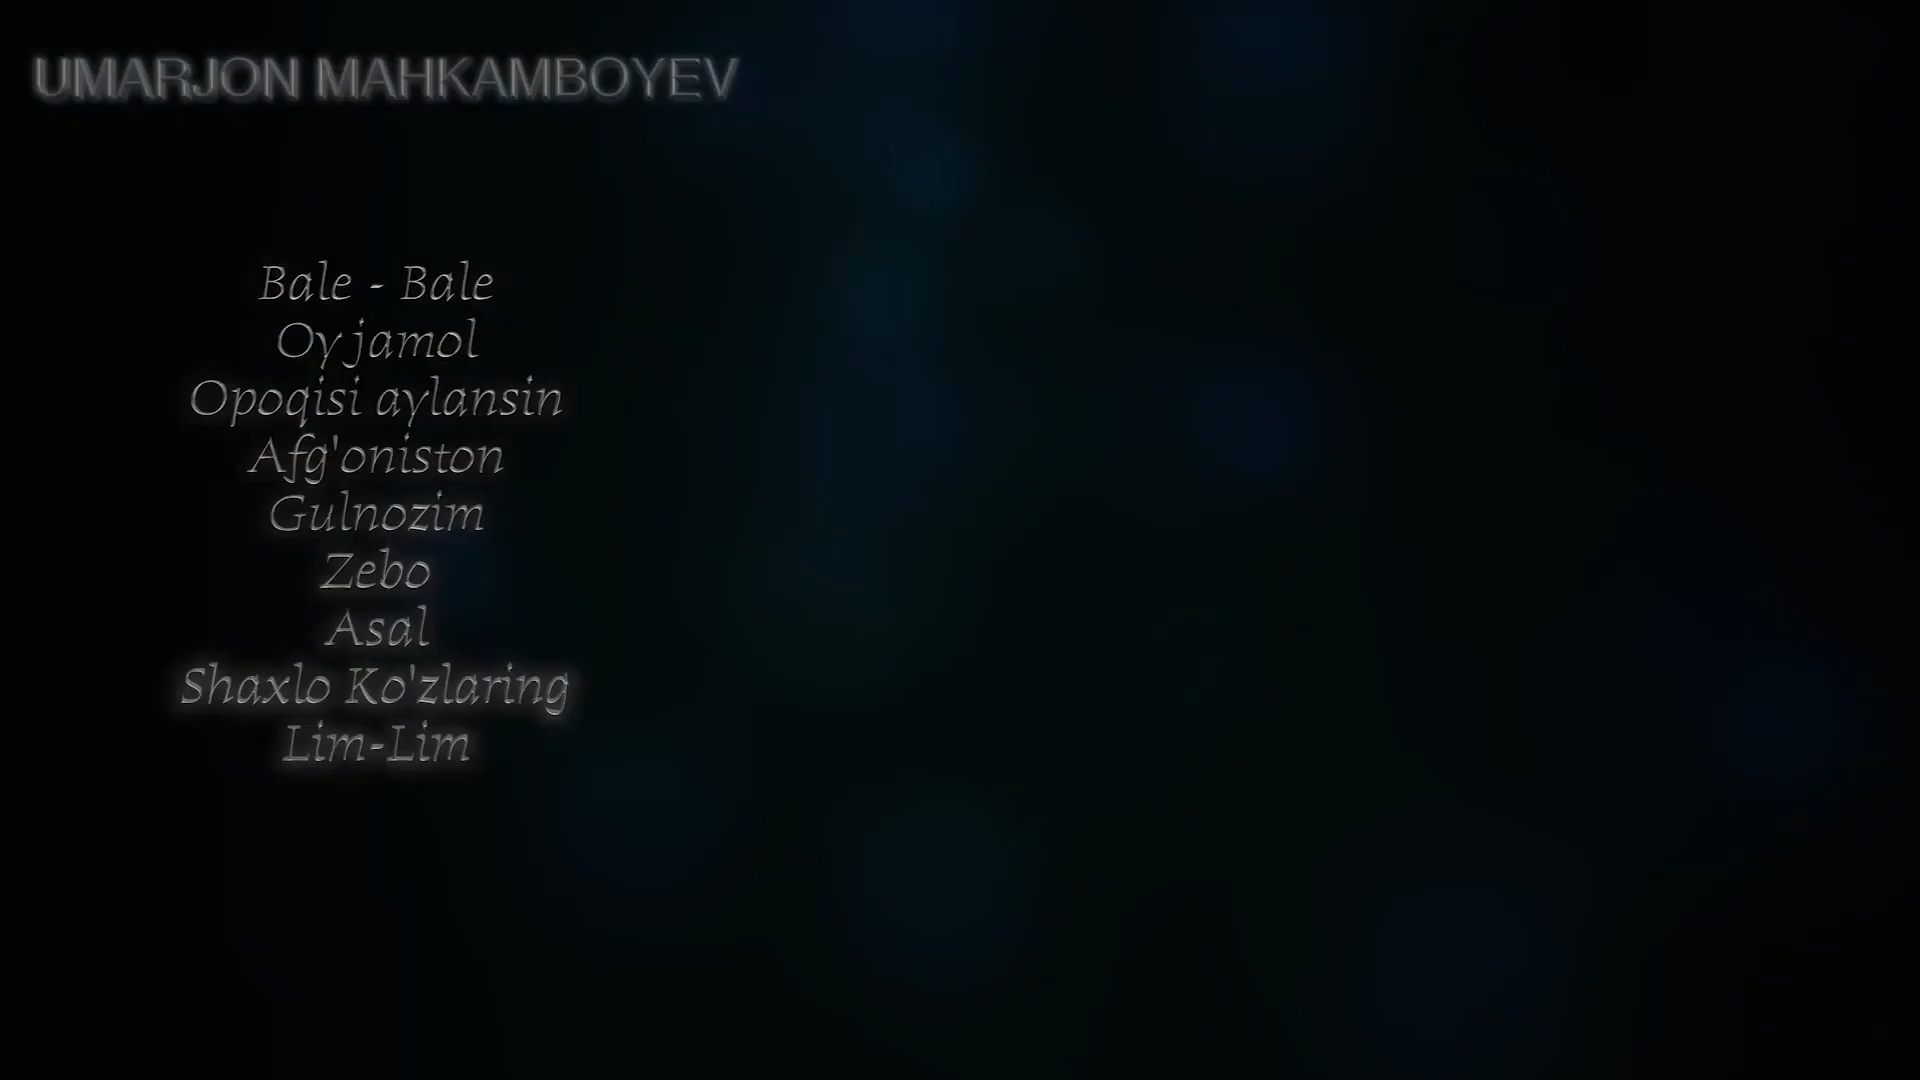 UMARJON MAHKAMBOYEV
Bale - Bale
Oy jamol
Opoqisi aylansin
Afg'oniston
Gulnozim
Zebo
Asal
Shaxlo Ko'zlaring
Lim-Lim